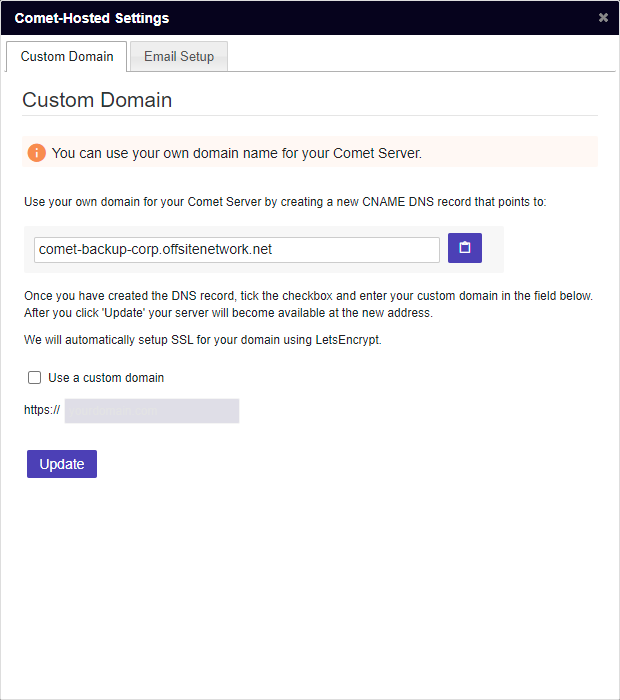 Comet-Hosted Settings
Custom Domain
Email Setup
Custom Domain
You can use your own domain name for your Comet Server.
Use your own domain for your Comet Server by creating a new CNAME DNS record that points to:
comet-backup-corp.offsitenetwork.net
Once you have created the DNS record, tick the checkbox and enter your custom domain in the field below.
After you click 'Update' your server will become available at the new address.
We will automatically setup SSL for your domain using LetsEncrypt.
Use a custom domain
https://
Update